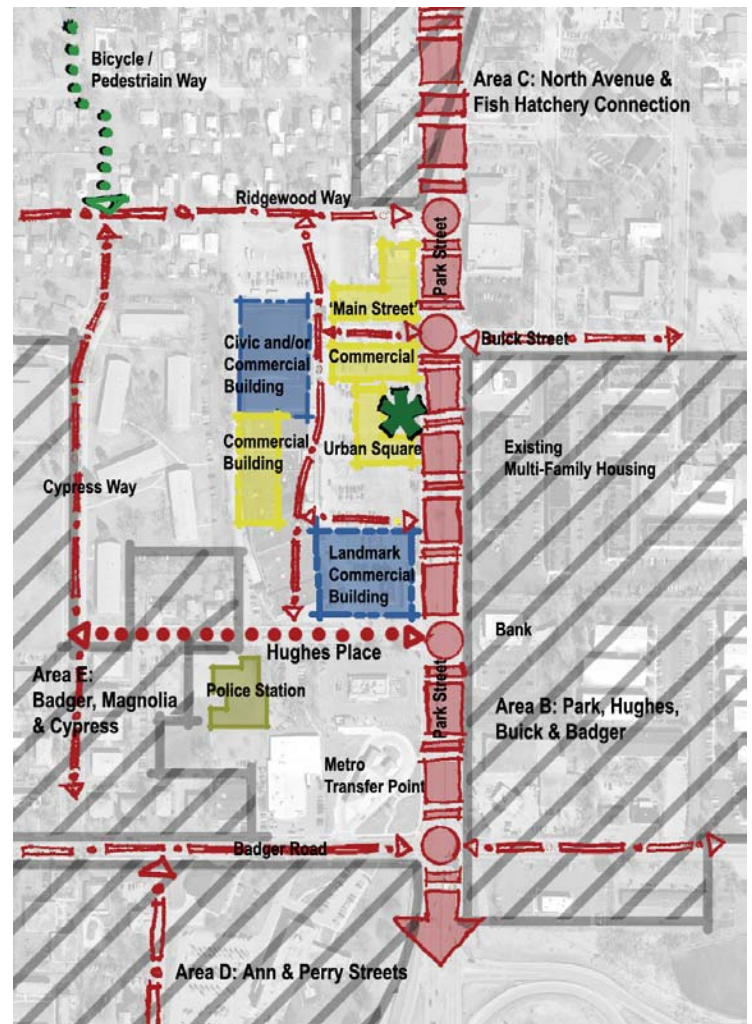 Bicycle /
Pedestriain Way
Area C: North Avenue &
Fish Hatchery Connection
Ridgewood Way
Park Street
'Main Street'
Buick Street
Civic and/or
Commercial
Building
Commercial
Commercial
Building
Urban Square
Existing
Multi-Family Housing
Cypress Way
Landmark
Commercial
Building
Bank
Hughes Place
Area E:
Badger, Magnolia
& Cypress
Police Station
Park Street
Area B: Park, Hughes,
Buick & Badger
Metro
Transfer Point
Badger Road
Area D: Ann & Perry Streets